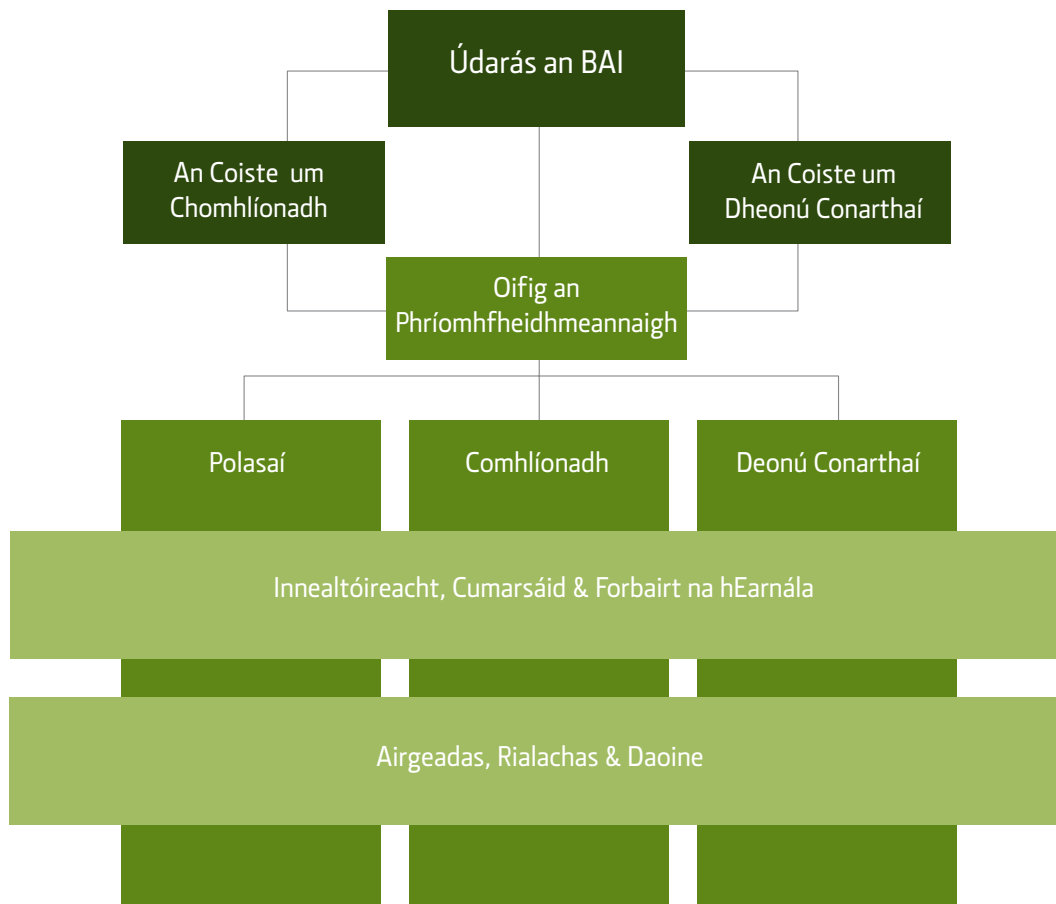 Údarás an BAI
An Coiste um
Chomhlíonadh
An Coiste um
Dheonú Conarthaí
Oifig an
Phríomhfheidhmeannaigh
Polasaí
Comhlíonadh
Deonú Conarthaí
Innealtóireacht, Cumarsáid & Forbairt na hEarnála
Airgeadas, Rialachas & Daoine